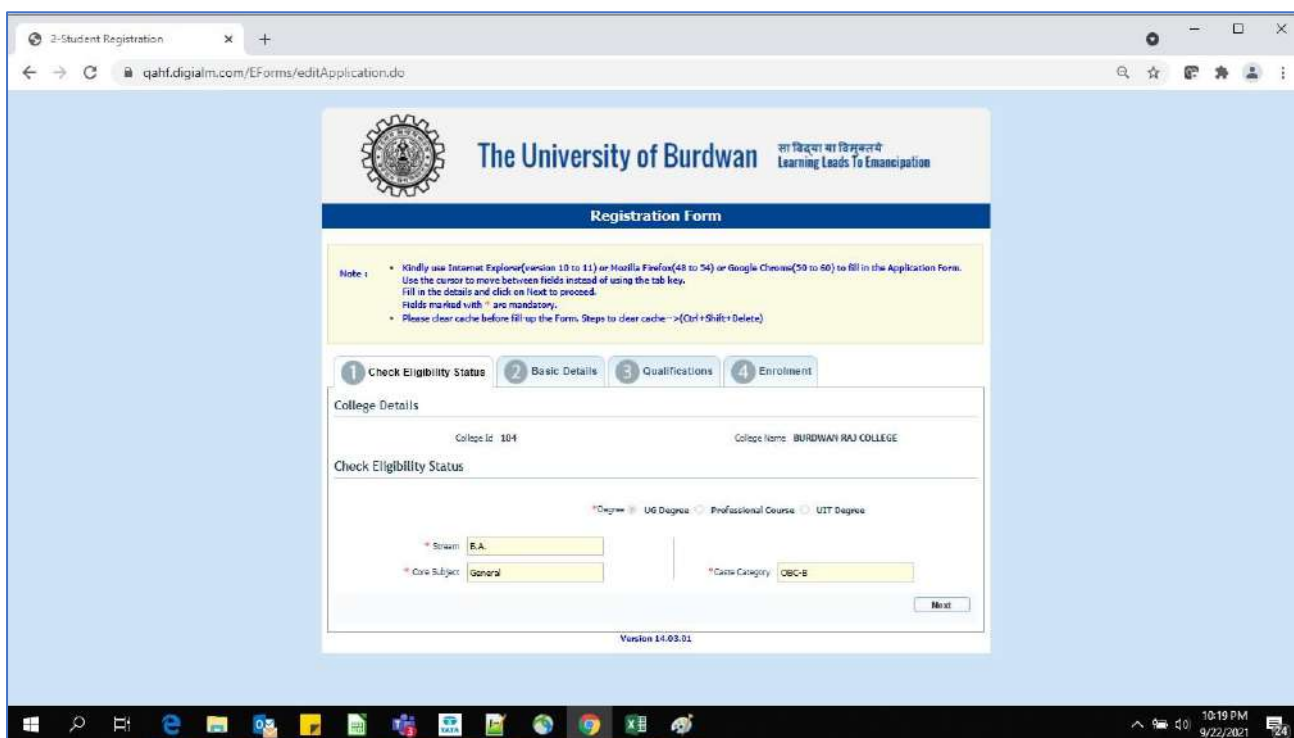 2-Student Registration
qahf.digialm.com/EForms/editApplication.do
The University of Burdwan
सा विद्या या विमुक्तये
Learning Leads To Emancipation
Registration Form
Note :
• Kindly use Internet Explorer(version 10 to 11) or Mozilla Firefox(48 to 54) or Google Chrome(50 to 60) to fill in the Application Form.
Use the cursor to move between fields instead of using the tab key.
Fill in the details and click on Next to proceed.
Fields marked with * are mandatory.
• Please clear cache before fill-up the Form. Steps to clear cache-->(Ctrl+Shift+Delete)
1 Check Eligibility Status 2 Basic Details 3 Qualifications 4 Enrolment
College Details
College Id 104 College Name BURDWAN RAJ COLLEGE
Check Eligibility Status
*Degree UG Degree Professional Course UIT Degree
* Stream B.A.
* Core Subject General *Caste Category OBC-B
Next
Version 14.03.01
10:19 PM
9/22/2021
24